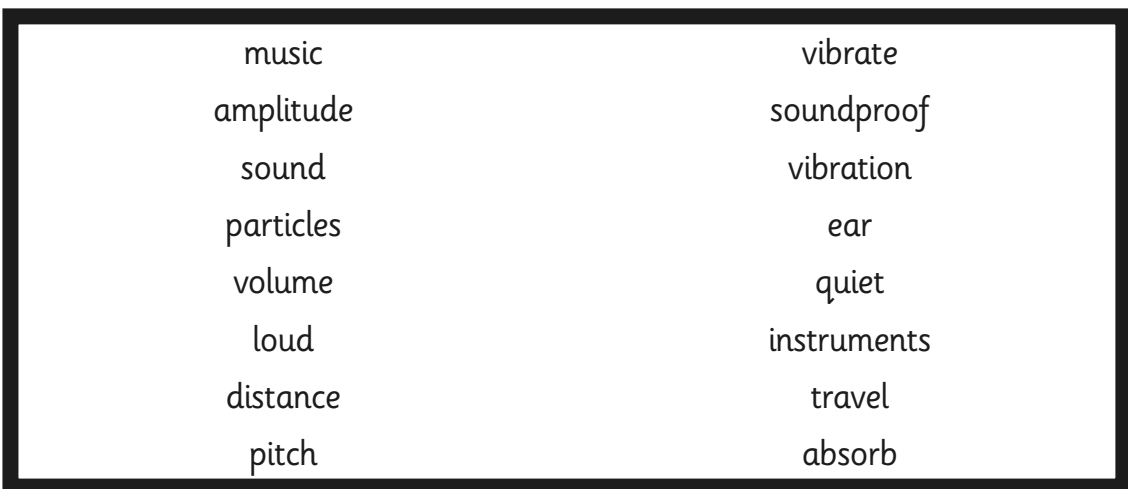 music
amplitude
sound
particles
volume
loud
distance
pitch
vibrate
soundproof
vibration
ear
quiet
instruments
travel
absorb